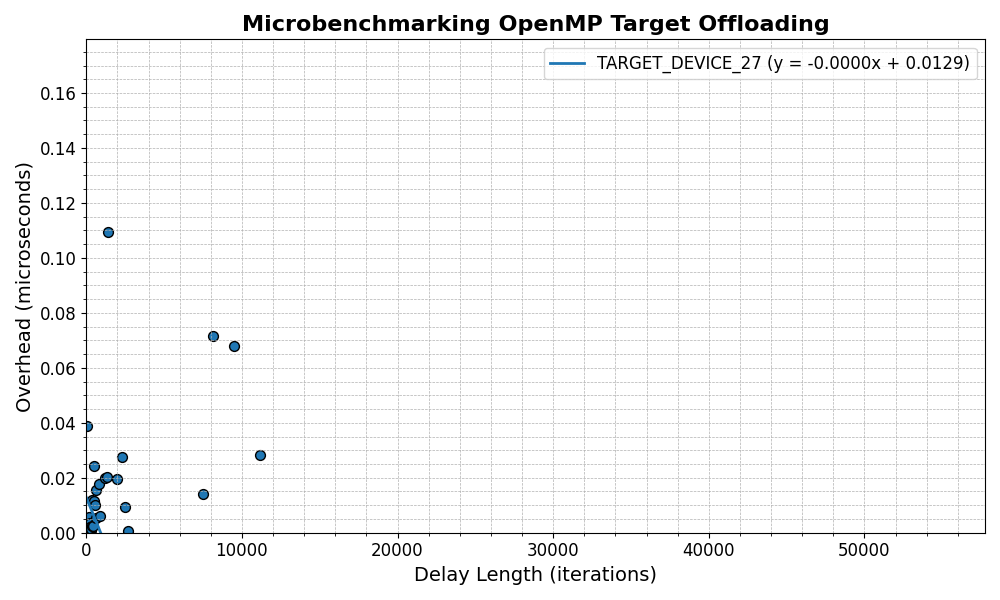 Microbenchmarking OpenMP Target Offloading
TARGET_DEVICE_27 (y = -0.0000x + 0.0129)
Overhead (microseconds)
0.16
0.14
0.12
0.10
0.08
0.06
0.04
0.02
0.00
0 10000 20000 30000 40000 50000
Delay Length (iterations)